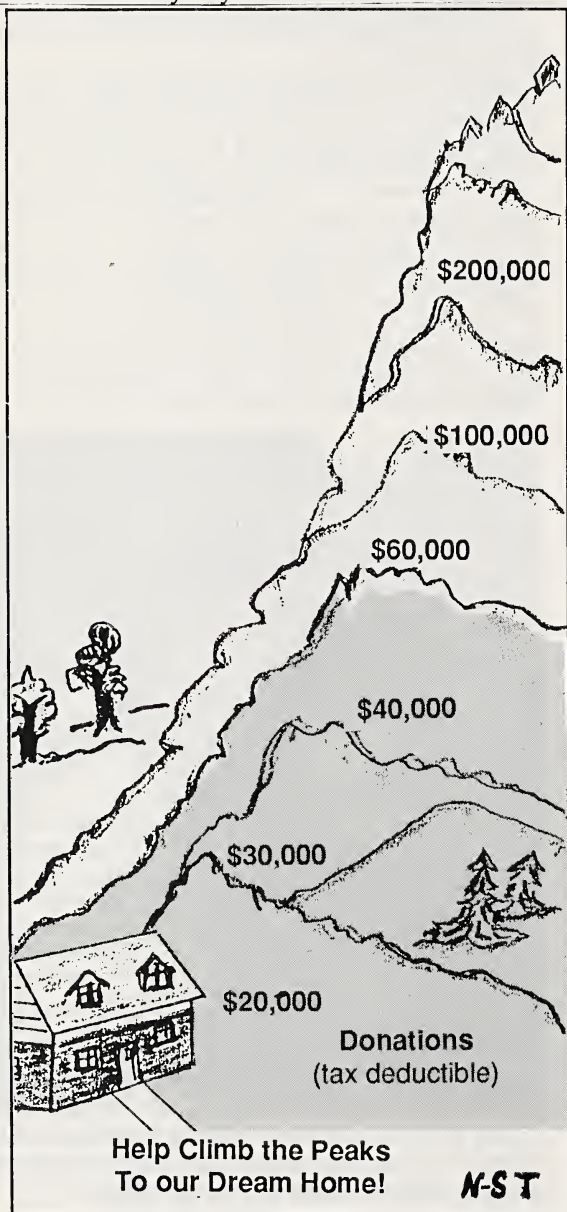 $200,000
$100,000
$60,000
$40,000
$30,000
$20,000
Donations
(tax deductible)
Help Climb the Peaks
To our Dream Home!
N-ST